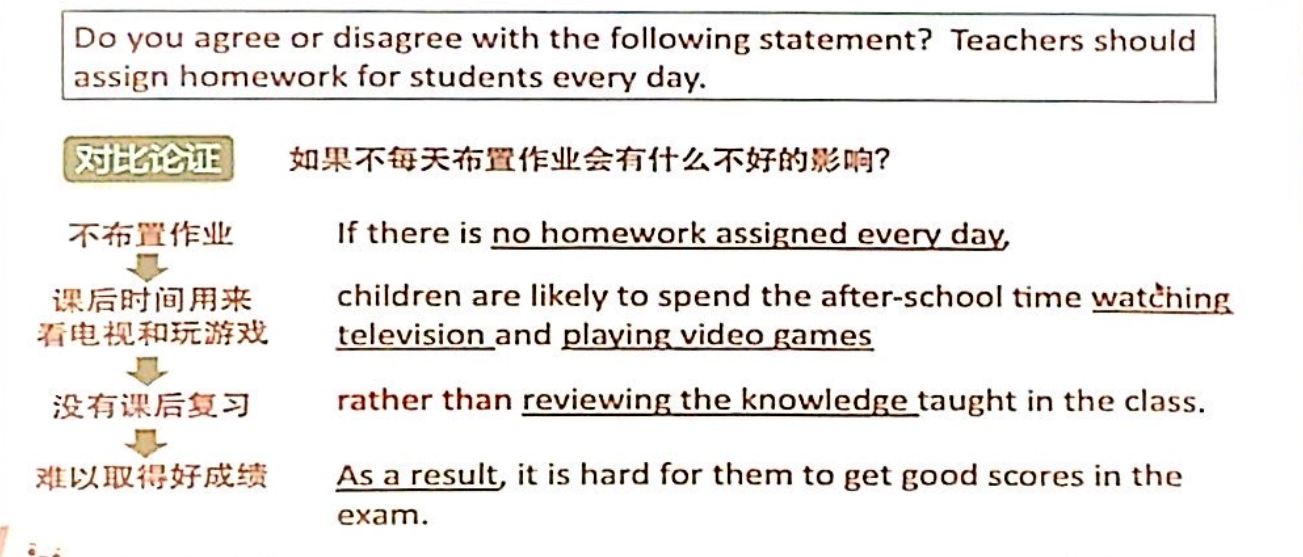 Do you agree or disagree with the following statement? Teachers should
assign homework for students every day.
对比论证 如果不每天布置作业会有什么不好的影响?
不布置作业 If there is no homework assigned every day,
课后时间用来 children are likely to spend the after-school time watching
看电视和玩游戏 television and playing video games
没有课后复习 rather than reviewing the knowledge taught in the class.
难以取得好成绩 As a result, it is hard for them to get good scores in the
exam.